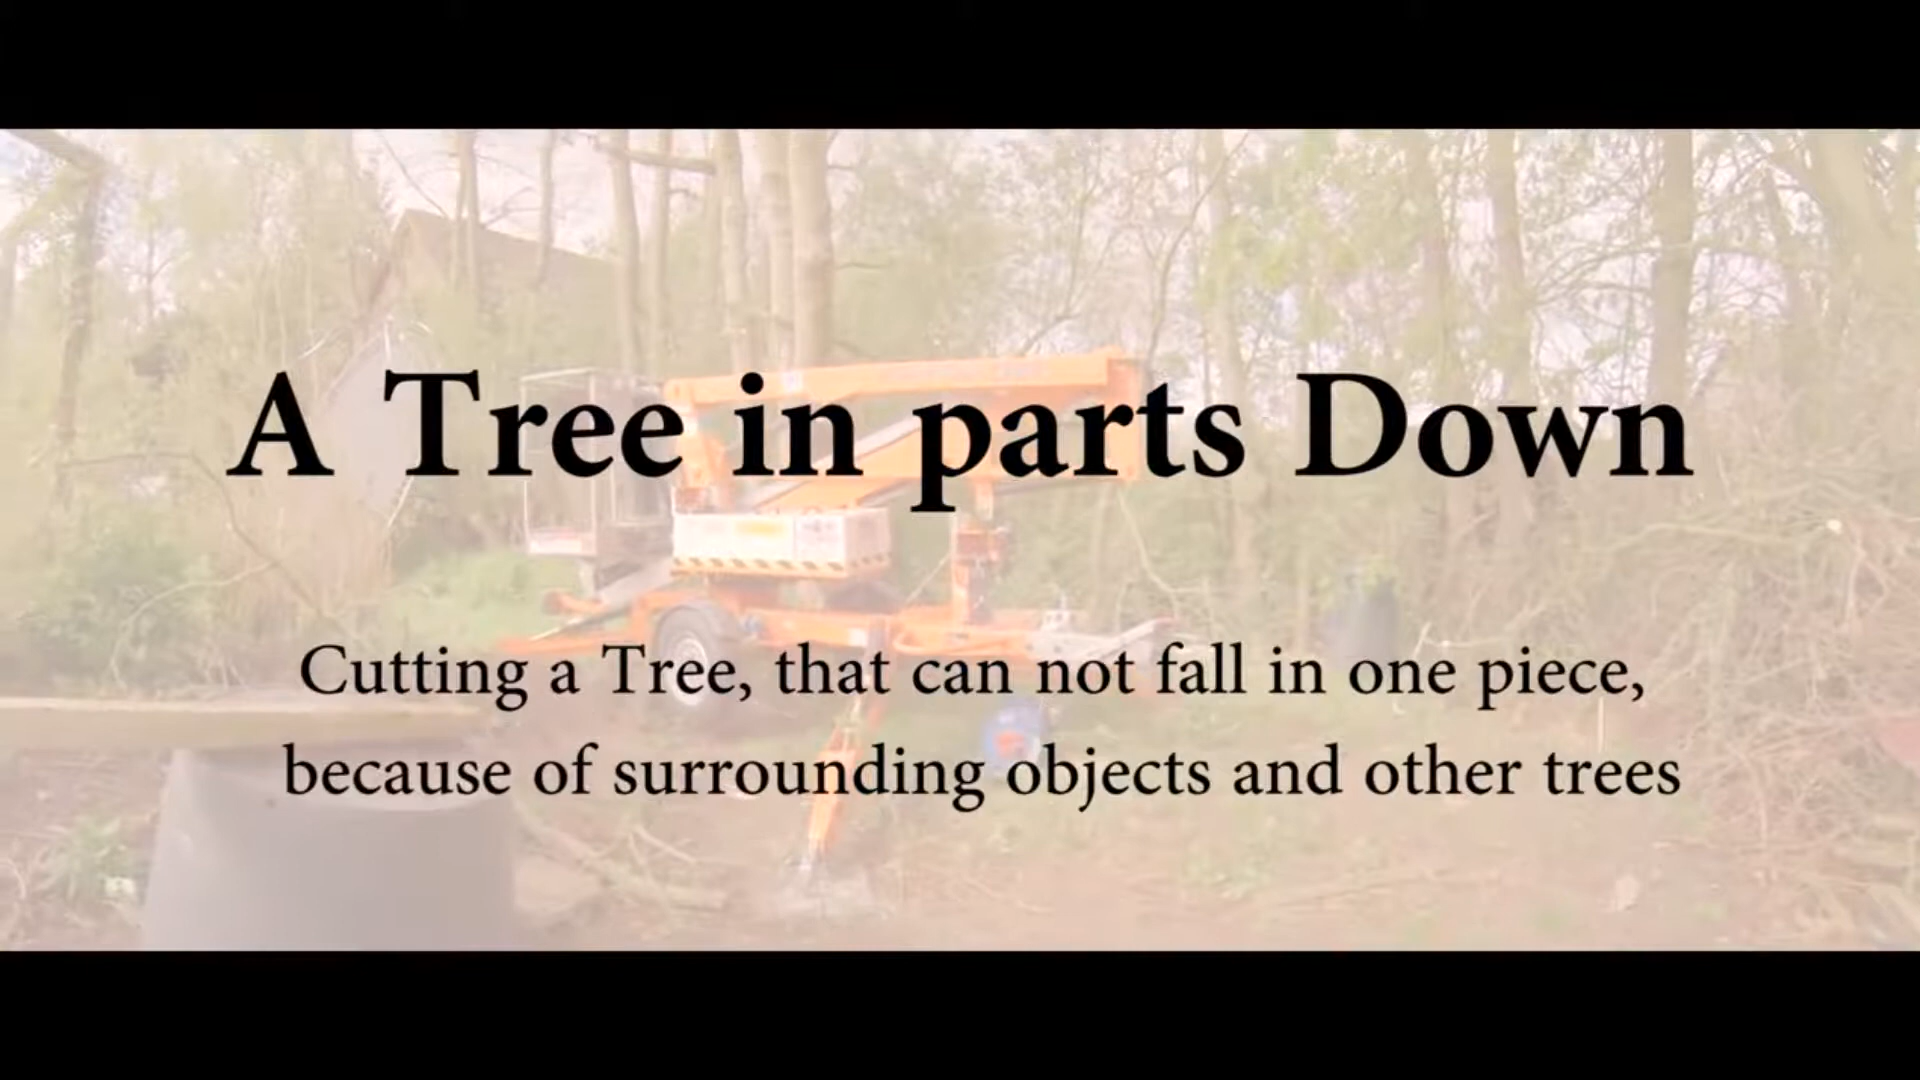 A Tree in parts Down
Cutting a Tree, that can not fall in one piece,
because of surrounding objects and other trees